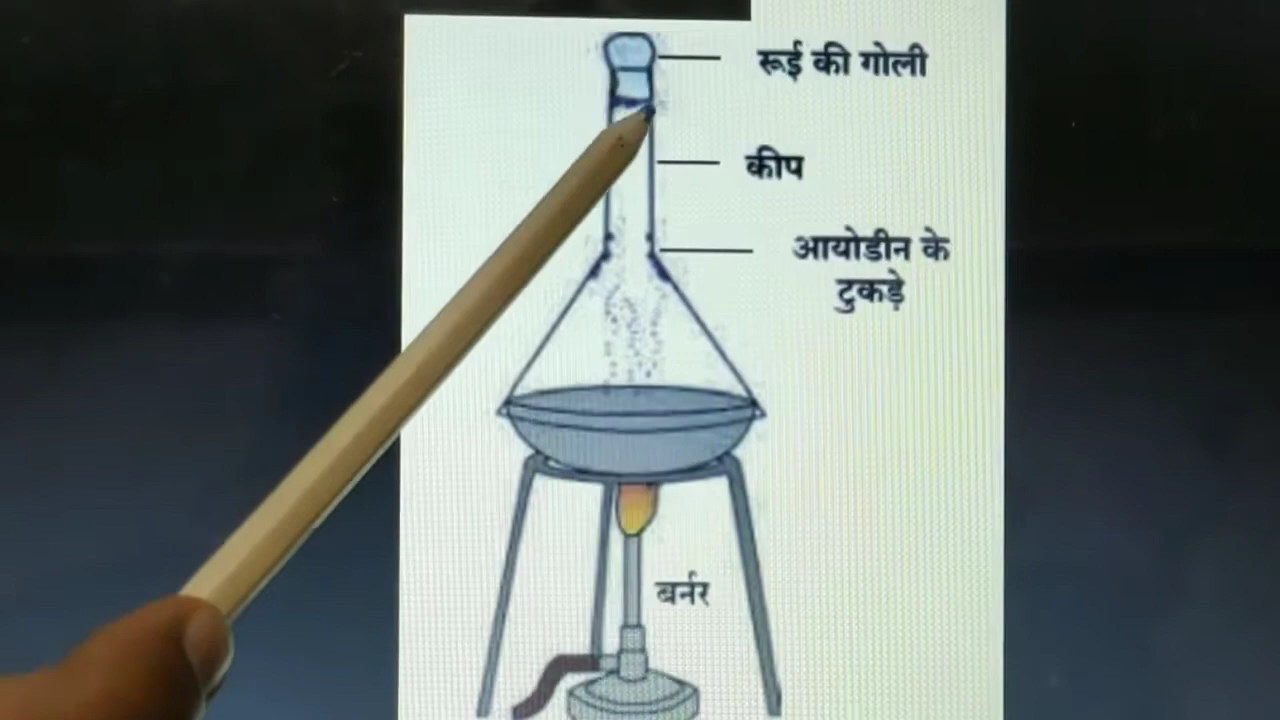 रूई की गोली
कीप
आयोडीन के
टुकड़े
बर्नर